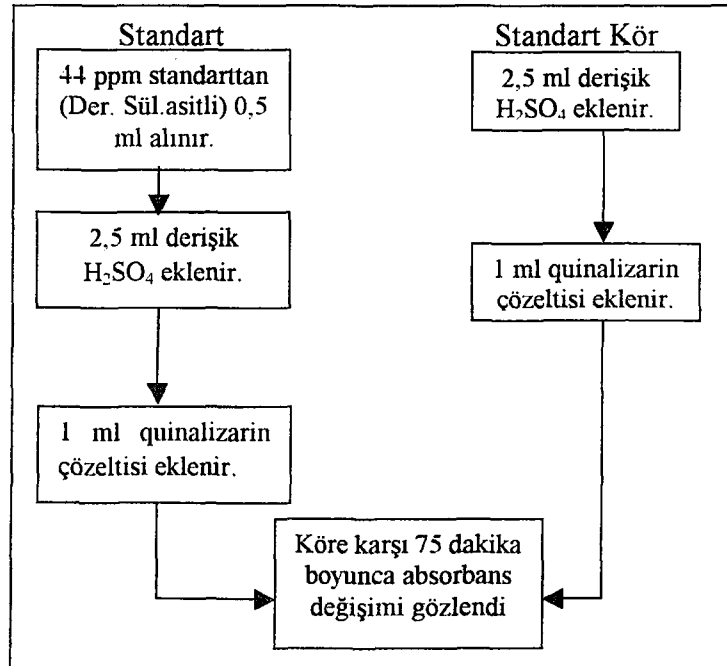 Standart
44 ppm standarttan
(Der. Sül.asitli) 0,5
ml alınır.
2,5 ml derişik
H₂SO₄ eklenir.
1 ml quinalizarin
çözeltisi eklenir.
Standart Kör
2,5 ml derişik
H₂SO₄ eklenir.
1 ml quinalizarin
çözeltisi eklenir.
Köre karşı 75 dakika
boyunca absorbans
değişimi gözlendi